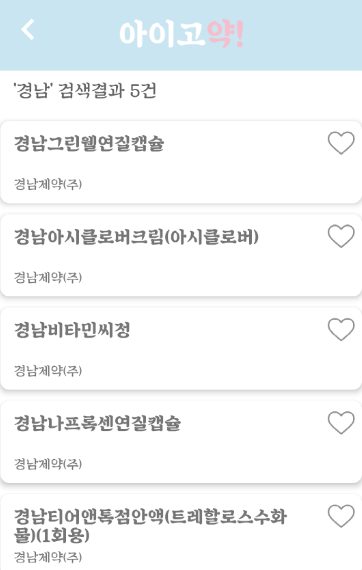 아이고약!
'경남' 검색결과 5건
경남그린웰연질캡슐
경남제약(주)
경남아시클로버크림(아시클로버)
경남제약(주)
경남비타민씨정
경남제약(주)
경남나프록센연질캡슐
경남제약(주)
경남티어앤톡점안액(트레할로스수화
물)(1회용)
경남제약(주)